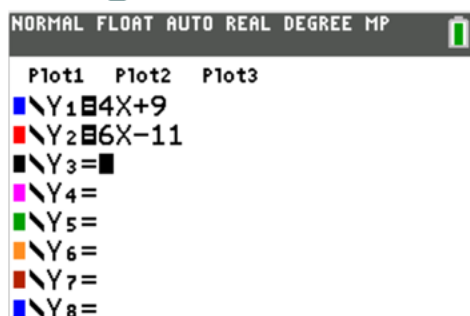 NORMAL FLOAT AUTO REAL DEGREE MP
Plot1 Plot2 Plot3
\Y₁=4X+9
\Y₂=6X-11
\Y₃=
\Y₄=
\Y₅=
\Y₆=
\Y₇=
\Y₈=